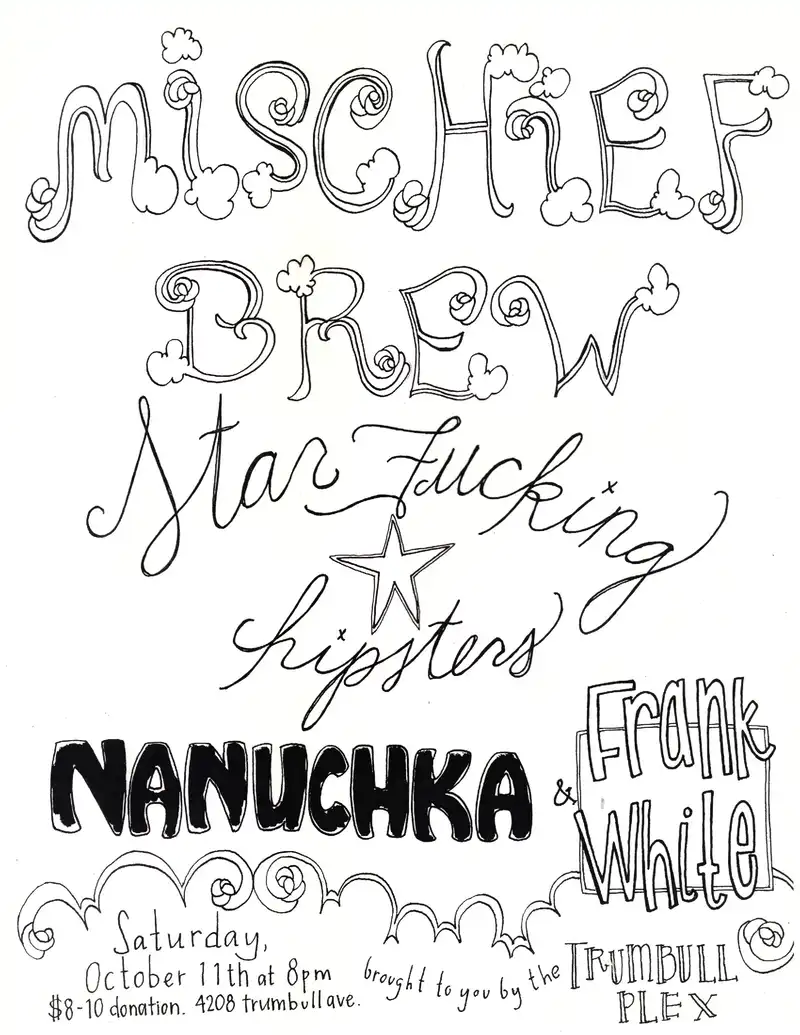 MiSCHiEF
BREW
Star Fucking
hipsters
NANUCHKA
& Frank
White
Saturday,
October 11th at 8pm
$8-10 donation. 4208 trumbull ave.
brought to you by the
TRUMBULL
PLEX